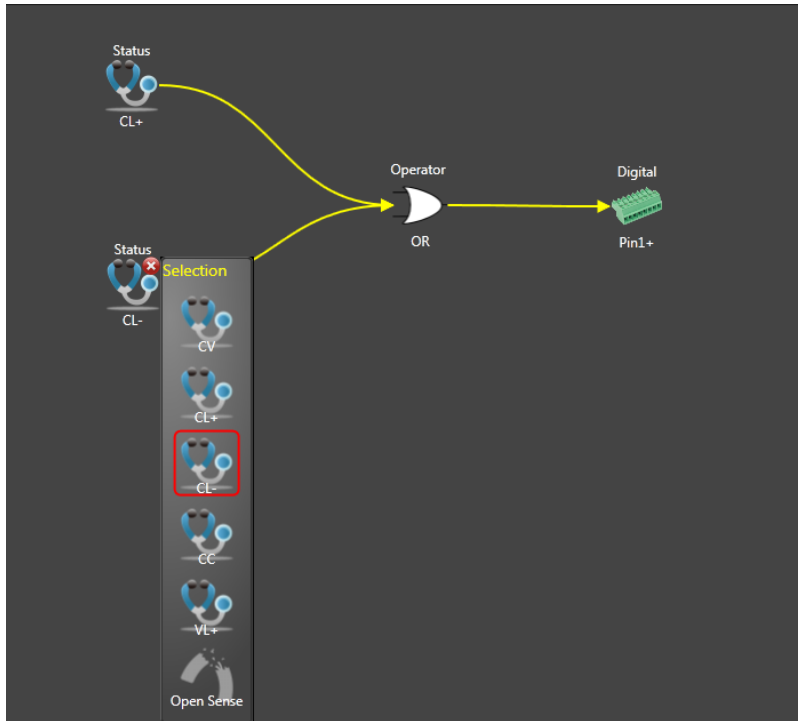 Status
CL+
Operator
OR
Digital
Pin1+
Status
CL-
Selection
CV
CL+
CL-
CC
VL+
Open Sense